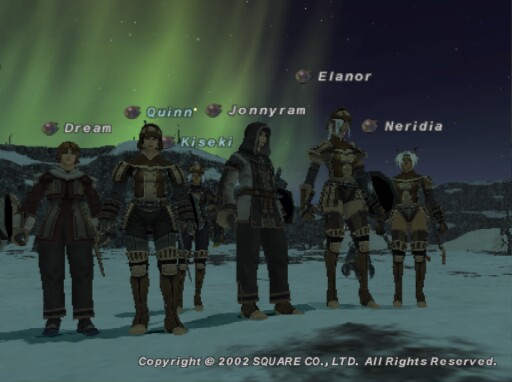 Elanor
Quinn
Jonnyram
Dream
Kiseki
Neridia
Copyright © 2002 SQUARE CO., LTD. All Rights Reserved.